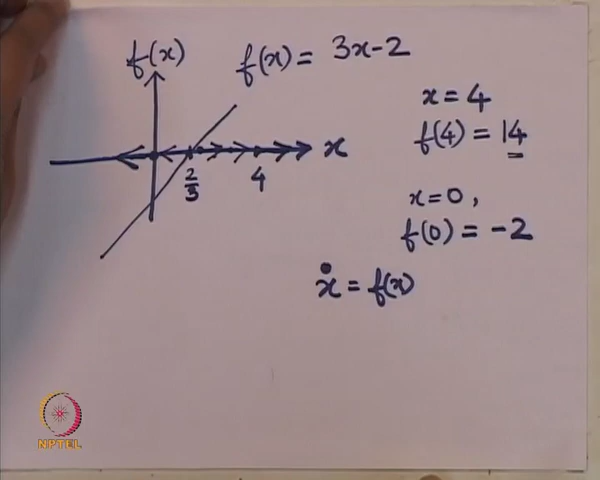 f(x)
f(x) = 3x-2
x = 4
f(4) = 14
x
2/3
4
x=0,
f(0) = -2
ẋ = f(x)
NPTEL